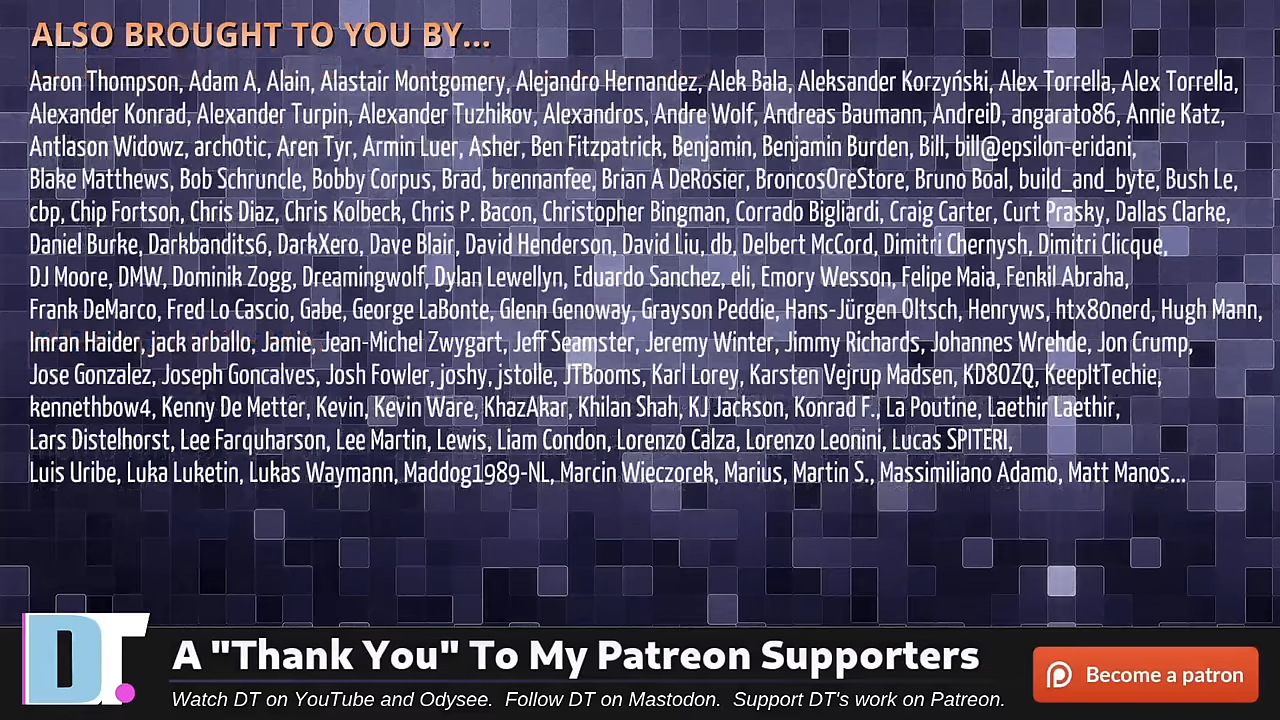 ALSO BROUGHT TO YOU BY...
Aaron Thompson, Adam A, Alain, Alastair Montgomery, Alejandro Hernandez, Alek Bala, Aleksander Korzyński, Alex Torrella, Alex Torrella,
Alexander Konrad, Alexander Turpin, Alexander Tuzhikov, Alexandros, Andre Wolf, Andreas Baumann, AndreiD, angarato86, Annie Katz,
Antlason Widowz, arch0tic, Aren Tyr, Armin Luer, Asher, Ben Fitzpatrick, Benjamin, Benjamin Burden, Bill, bill@epsilon-eridani,
Blake Matthews, Bob Schruncle, Bobby Corpus, Brad, brennanfee, Brian A DeRosier, BroncosOreStore, Bruno Boal, build_and_byte, Bush Le,
cbp, Chip Fortson, Chris Diaz, Chris Kolbeck, Chris P. Bacon, Christopher Bingman, Corrado Bigliardi, Craig Carter, Curt Prasky, Dallas Clarke,
Daniel Burke, Darkbandits6, DarkXero, Dave Blair, David Henderson, David Liu, db, Delbert McCord, Dimitri Chernysh, Dimitri Clicque,
DJ Moore, DMW, Dominik Zogg, Dreamingwolf, Dylan Lewellyn, Eduardo Sanchez, eli, Emory Wesson, Felipe Maia, Fenkil Abraha,
Frank DeMarco, Fred Lo Cascio, Gabe, George LaBonte, Glenn Genoway, Grayson Peddie, Hans-Jürgen Oltsch, Henryws, htx80nerd, Hugh Mann,
Imran Haider, jack arballo, Jamie, Jean-Michel Zwygart, Jeff Seamster, Jeremy Winter, Jimmy Richards, Johannes Wrehde, Jon Crump,
Jose Gonzalez, Joseph Goncalves, Josh Fowler, joshy, jstolle, JTBooms, Karl Lorey, Karsten Vejrup Madsen, KD8OZQ, KeepItTechie,
kennethbow4, Kenny De Metter, Kevin, Kevin Ware, KhazAkar, Khilan Shah, KJ Jackson, Konrad F., La Poutine, Laethir Laethir,
Lars Distelhorst, Lee Farquharson, Lee Martin, Lewis, Liam Condon, Lorenzo Calza, Lorenzo Leonini, Lucas SPITERI,
Luis Uribe, Luka Luketin, Lukas Waymann, Maddog1989-NL, Marcin Wieczorek, Marius, Martin S., Massimiliano Adamo, Matt Manos...
DT
A "Thank You" To My Patreon Supporters
Watch DT on YouTube and Odysee. Follow DT on Mastodon. Support DT's work on Patreon.
Become a patron